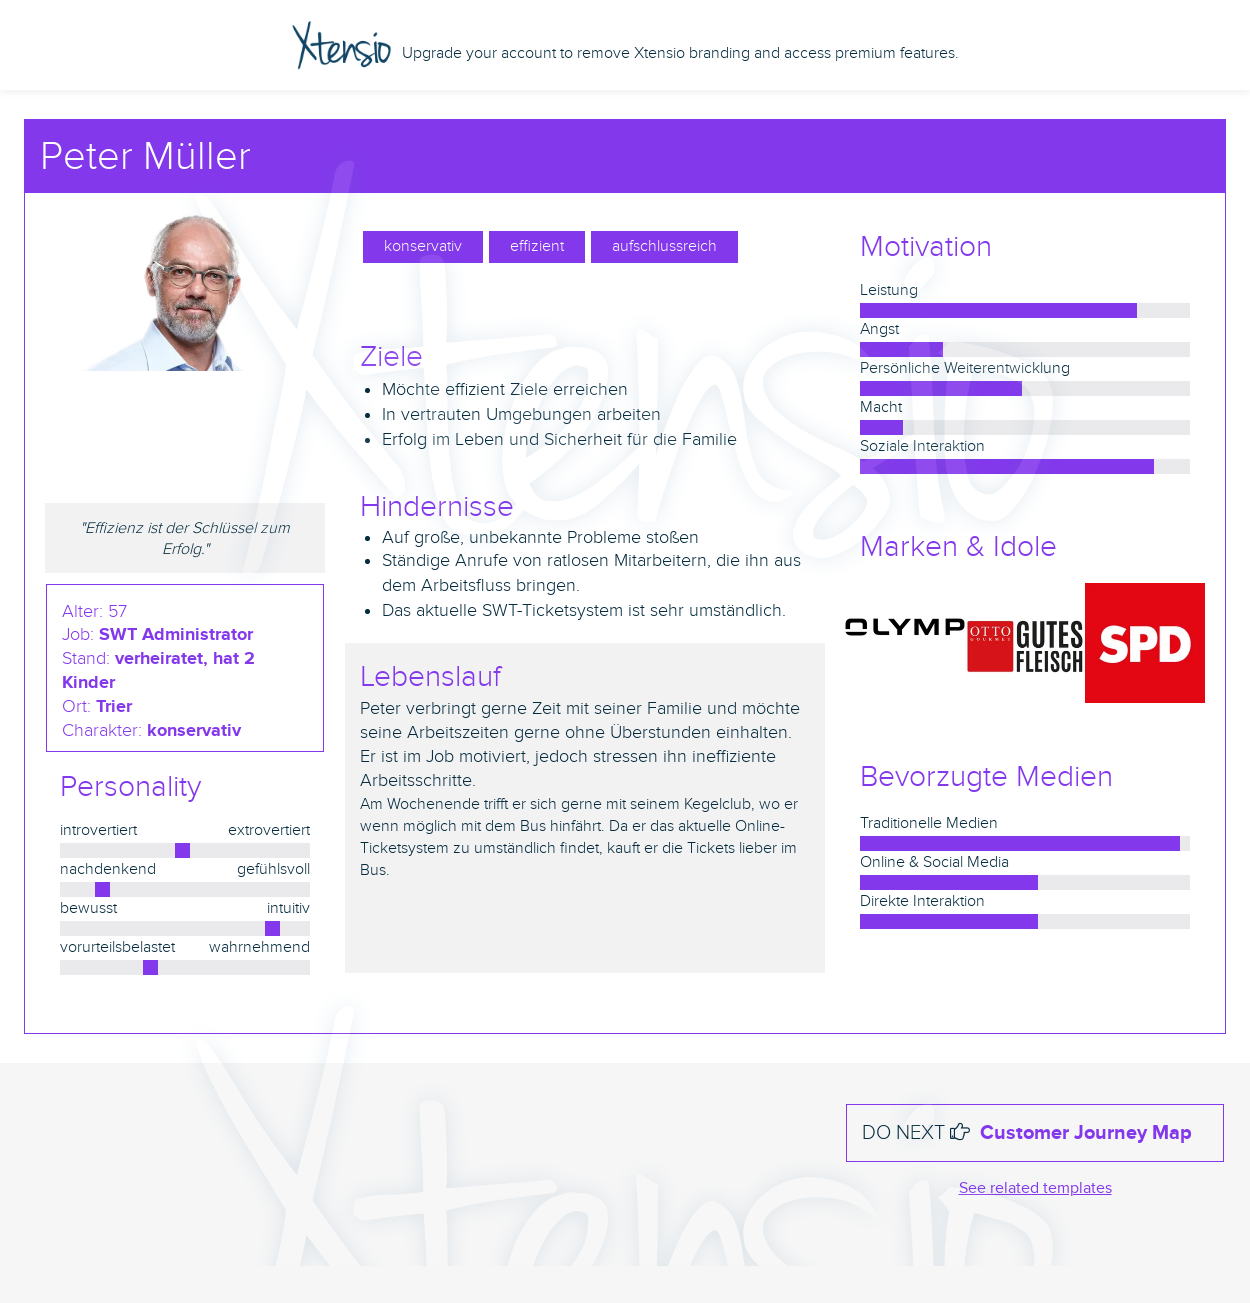 Xtensio Upgrade your account to remove Xtensio branding and access premium features.
Peter Müller
"Effizienz ist der Schlüssel zum
Erfolg."
Alter: 57
Job: SWT Administrator
Stand: verheiratet, hat 2
Kinder
Ort: Trier
Charakter: konservativ
Personality
introvertiert extrovertiert
nachdenkend gefühlsvoll
bewusst intuitiv
vorurteilsbelastet wahrnehmend
konservativ effizient aufschlussreich
Ziele
Möchte effizient Ziele erreichen
In vertrauten Umgebungen arbeiten
Erfolg im Leben und Sicherheit für die Familie
Hindernisse
Auf große, unbekannte Probleme stoßen
Ständige Anrufe von ratlosen Mitarbeitern, die ihn aus
dem Arbeitsfluss bringen.
Das aktuelle SWT-Ticketsystem ist sehr umständlich.
Lebenslauf
Peter verbringt gerne Zeit mit seiner Familie und möchte
seine Arbeitszeiten gerne ohne Überstunden einhalten.
Er ist im Job motiviert, jedoch stressen ihn ineffiziente
Arbeitsschritte.
Am Wochenende trifft er sich gerne mit seinem Kegelclub, wo er
wenn möglich mit dem Bus hinfährt. Da er das aktuelle Online-
Ticketsystem zu umständlich findet, kauft er die Tickets lieber im
Bus.
Motivation
Leistung
Angst
Persönliche Weiterentwicklung
Macht
Soziale Interaktion
Marken & Idole
OLYMP
OTTO
GOURMET
GUTES
FLEISCH
SPD
Bevorzugte Medien
Traditionelle Medien
Online & Social Media
Direkte Interaktion
Xtensio
DO NEXT Customer Journey Map
See related templates
Xtensio